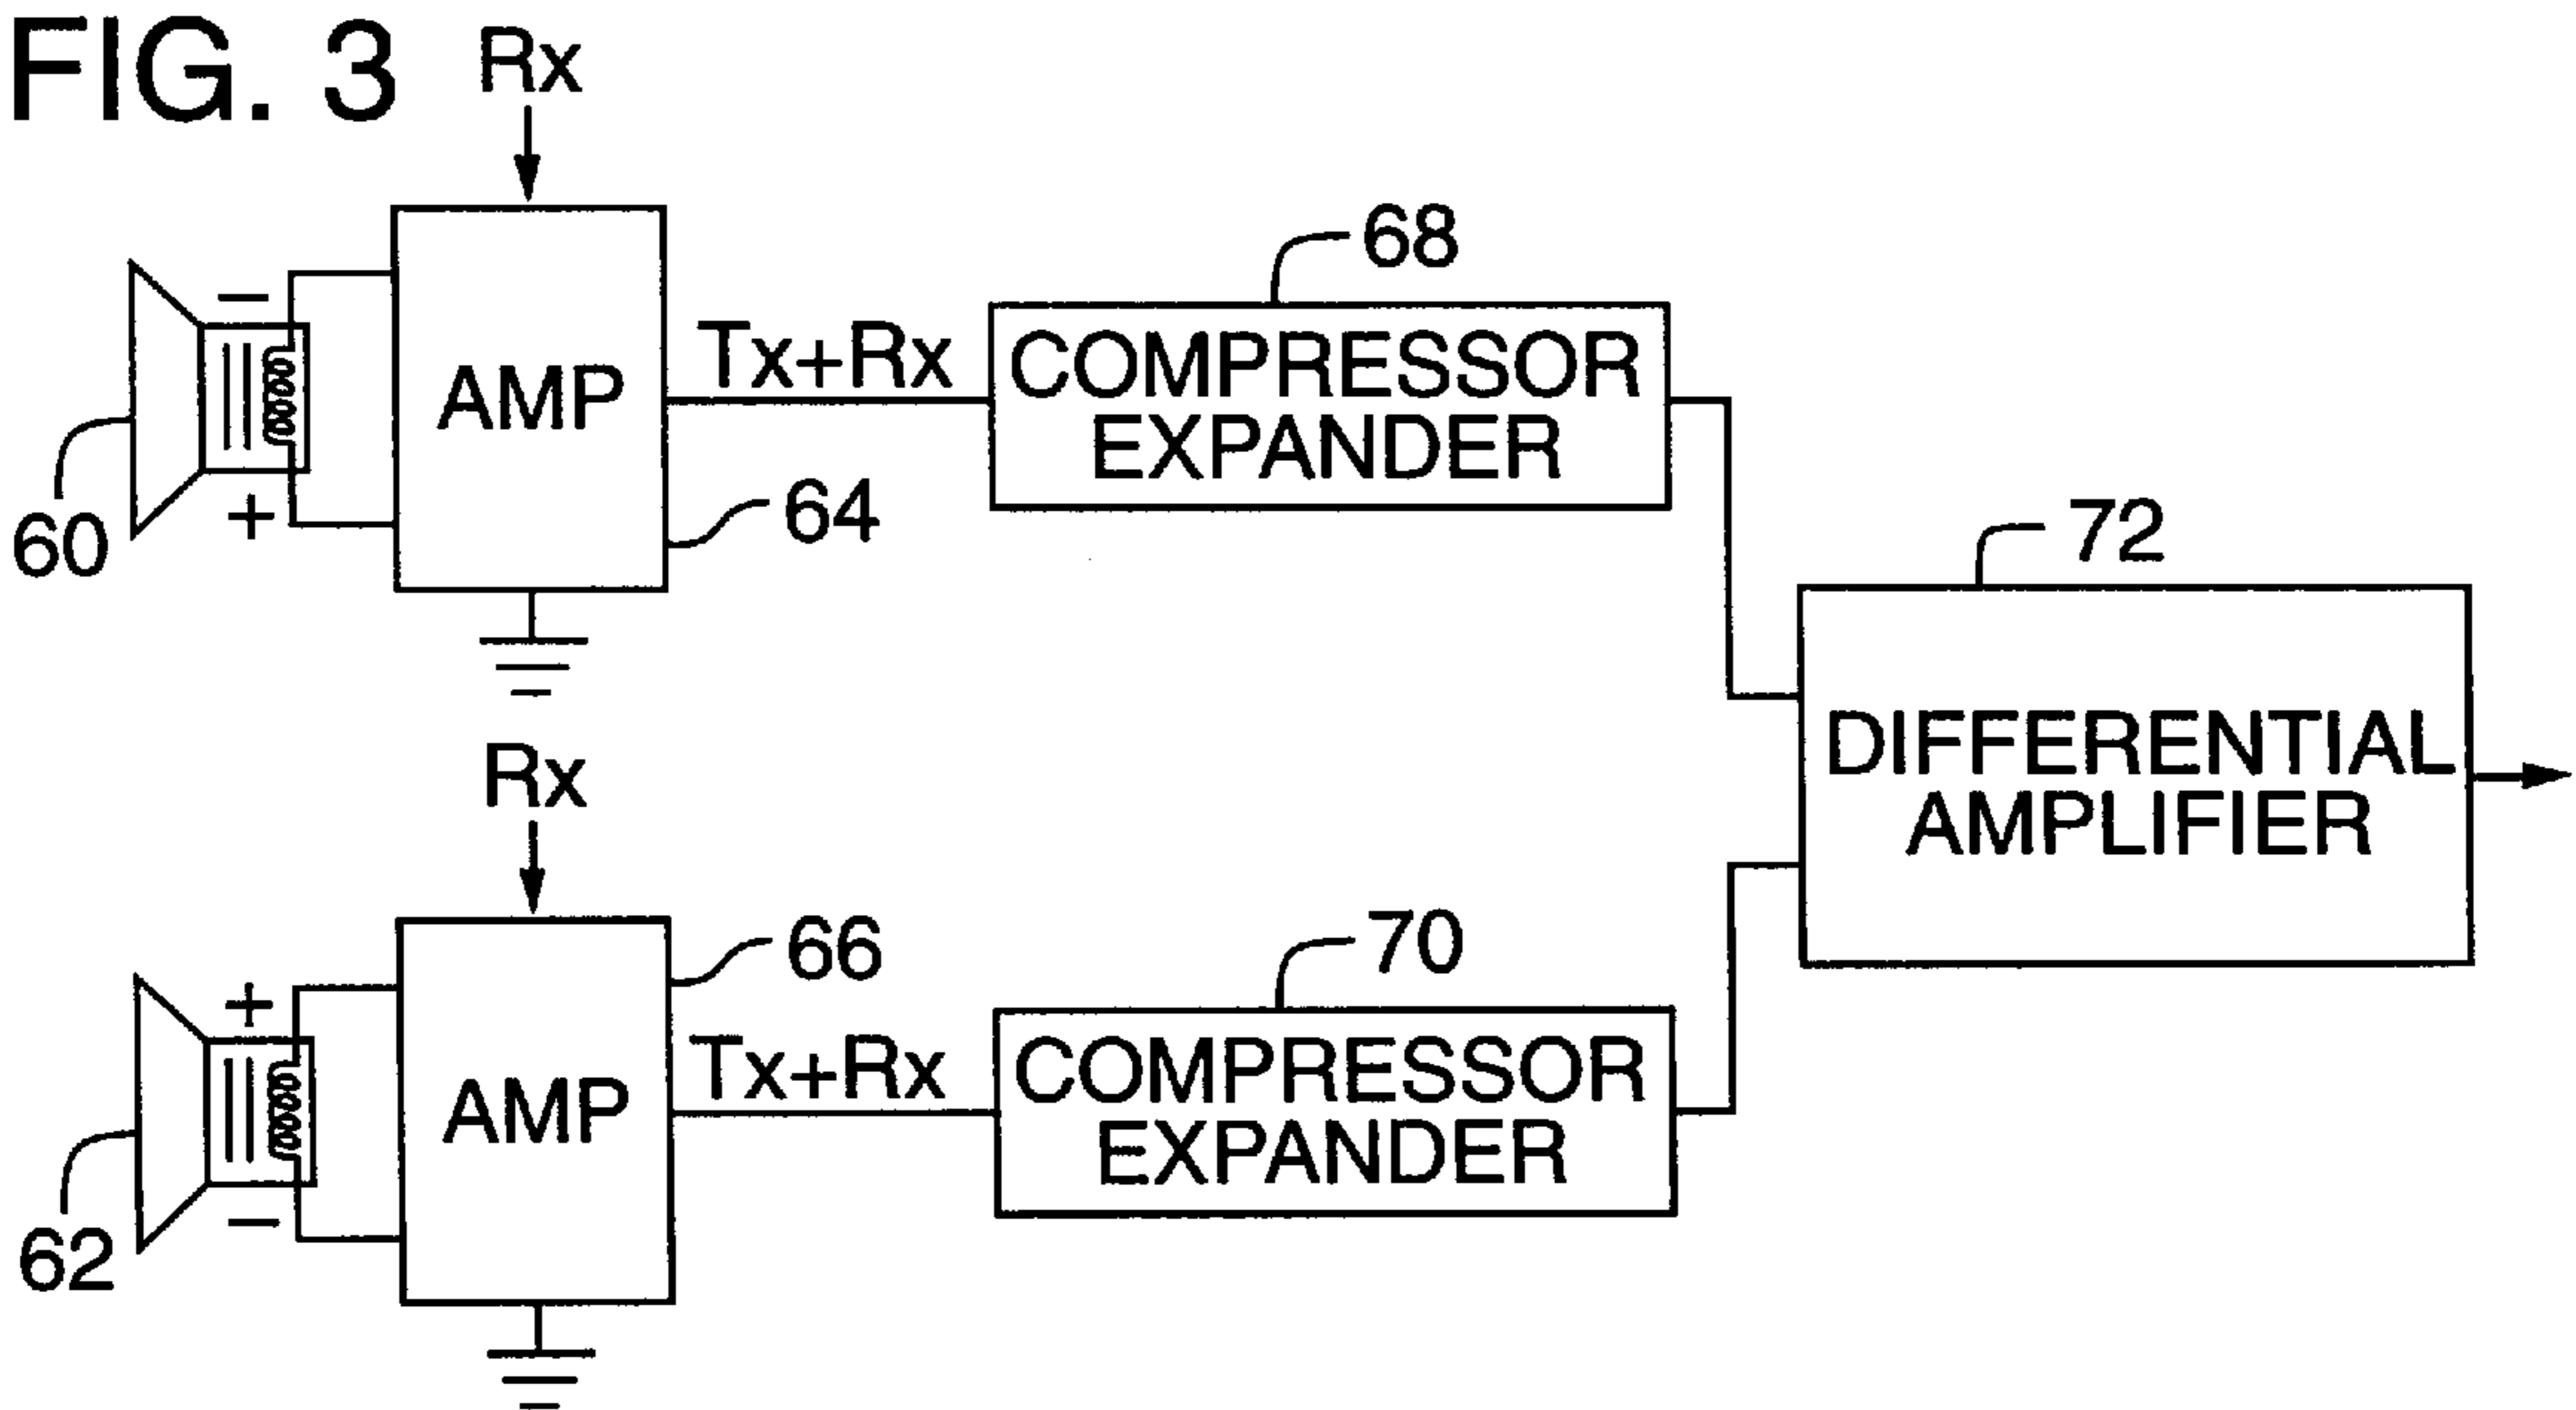 FIG. 3
Rx
68
COMPRESSOR
EXPANDER
Tx+Rx
AMP
−
+
60
64
72
DIFFERENTIAL
AMPLIFIER
Rx
66
70
COMPRESSOR
EXPANDER
Tx+Rx
AMP
+
−
62